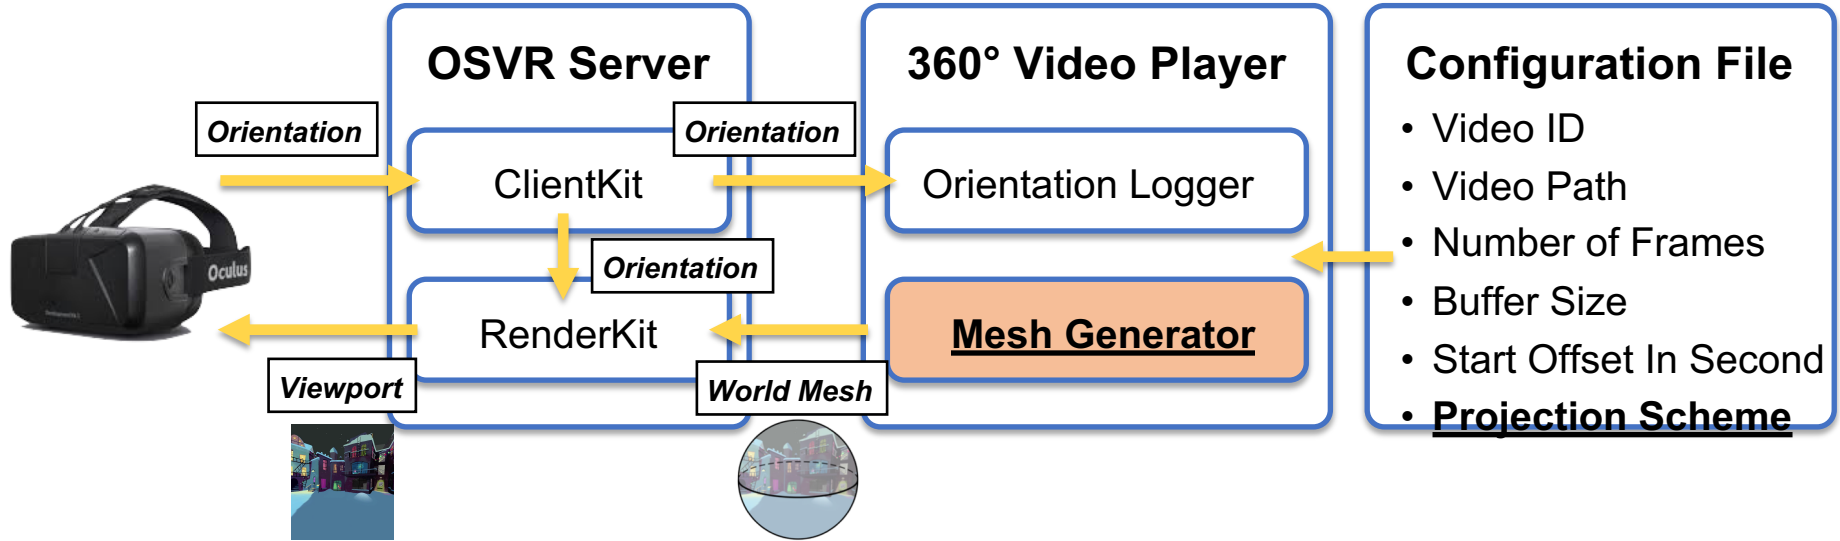 OSVR Server
360° Video Player
Configuration File
Orientation
Orientation
ClientKit
Orientation Logger
Orientation
RenderKit
Mesh Generator
Viewport
World Mesh
• Video ID
• Video Path
• Number of Frames
• Buffer Size
• Start Offset In Second
• Projection Scheme
Oculus